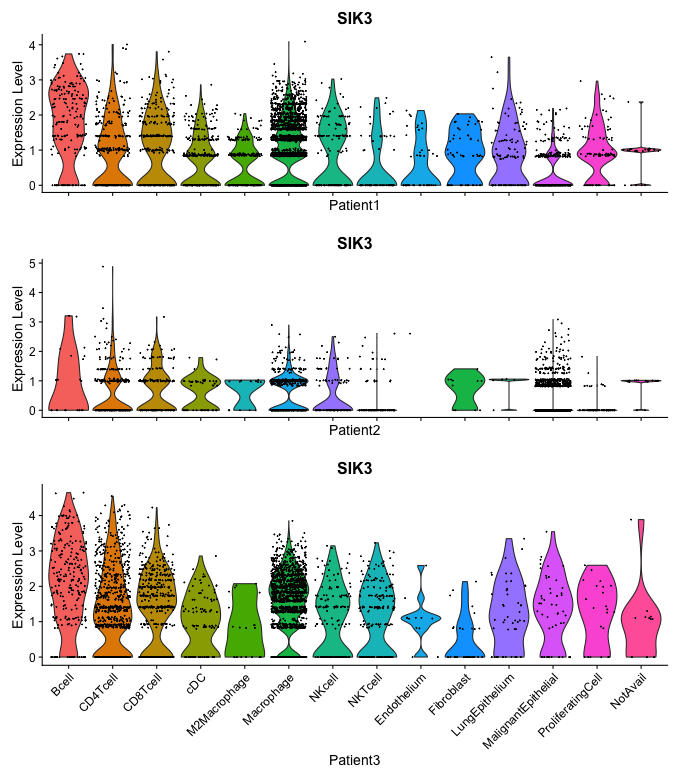 SIK3
Expression Level
4
3
2
1
0
Patient1
SIK3
Expression Level
5
4
3
2
1
0
Patient2
SIK3
Expression Level
4
3
2
1
0
Bcell
CD4Tcell
CD8Tcell
cDC
M2Macrophage
Macrophage
NKcell
NKTcell
Endothelium
Fibroblast
LungEpithelium
MalignantEpithelial
ProliferatingCell
NotAvail
Patient3